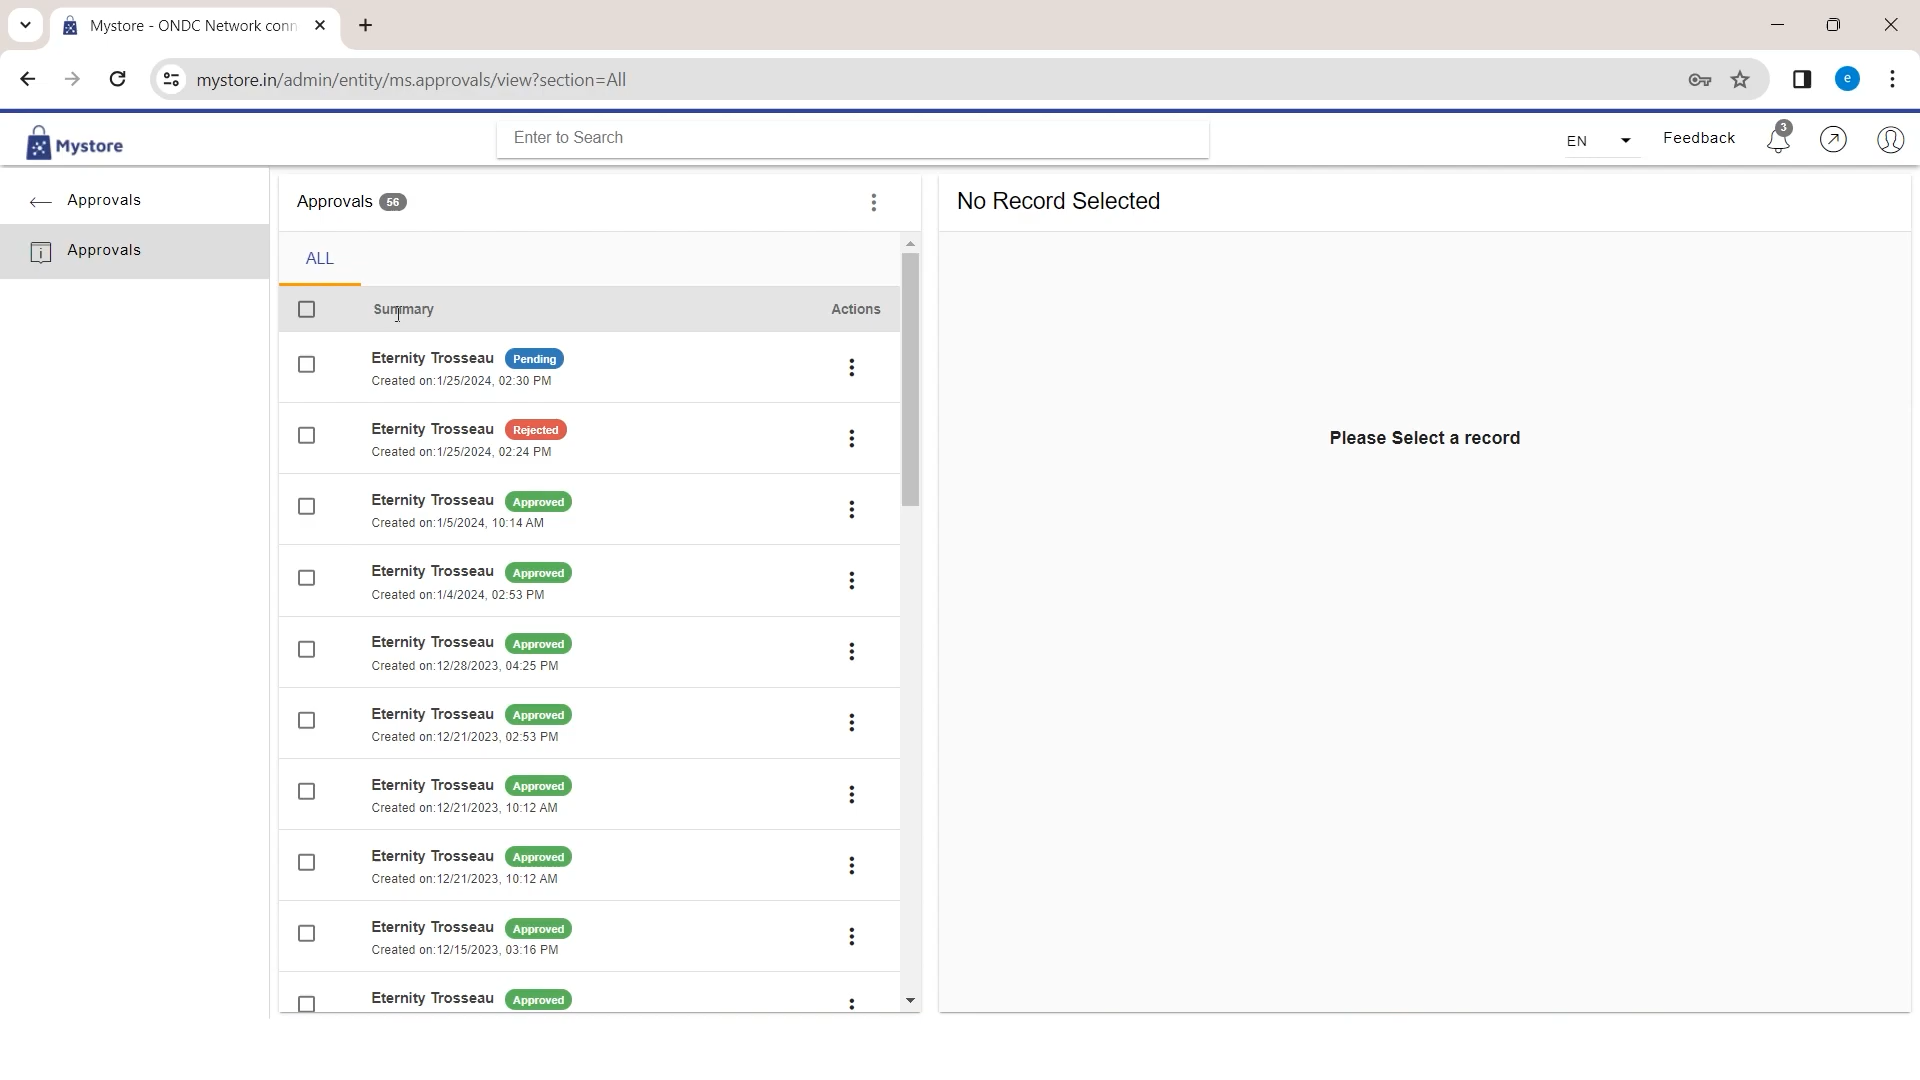 Mystore - ONDC Network conn
mystore.in/admin/entity/ms.approvals/view?section=All
e
Mystore
Enter to Search
EN
Feedback
3
Approvals
Approvals
Approvals 56
ALL
Summary Actions
Eternity Trosseau Pending
Created on:1/25/2024, 02:30 PM
Eternity Trosseau Rejected
Created on:1/25/2024, 02:24 PM
Eternity Trosseau Approved
Created on:1/5/2024, 10:14 AM
Eternity Trosseau Approved
Created on:1/4/2024, 02:53 PM
Eternity Trosseau Approved
Created on:12/28/2023, 04:25 PM
Eternity Trosseau Approved
Created on:12/21/2023, 02:53 PM
Eternity Trosseau Approved
Created on:12/21/2023, 10:12 AM
Eternity Trosseau Approved
Created on:12/21/2023, 10:12 AM
Eternity Trosseau Approved
Created on:12/15/2023, 03:16 PM
Eternity Trosseau Approved
No Record Selected
Please Select a record